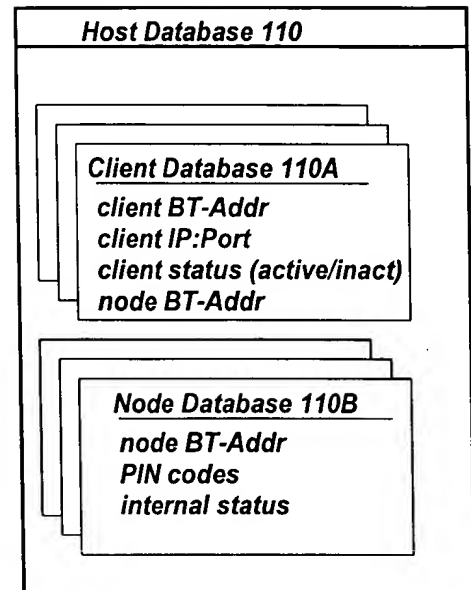 Host Database 110
Client Database 110A
client BT-Addr
client IP:Port
client status (active/inact)
node BT-Addr
Node Database 110B
node BT-Addr
PIN codes
internal status